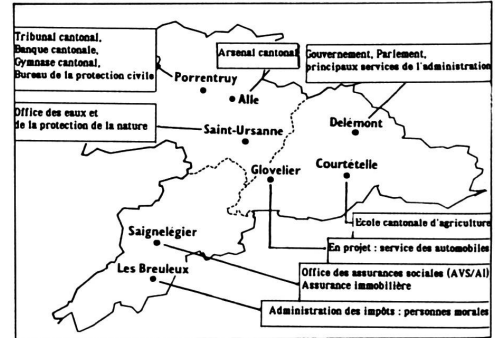 Tribunal cantonal,
Banque cantonale,
Gymnase cantonal,
Bureau de la protection civile
Arsenal cantonal
Gouvernement, Parlement,
principaux services de l'administration
Porrentruy
Alle
Office des eaux et
de la protection de la nature
Saint-Ursanne
Delémont
Glovelier
Courtételle
Ecole cantonale d'agriculture
Saignelégier
En projet : service des automobiles
Office des assurances sociales (AVS/AI)
Assurance immobilière
Les Breuleux
Administration des impôts : personnes morales